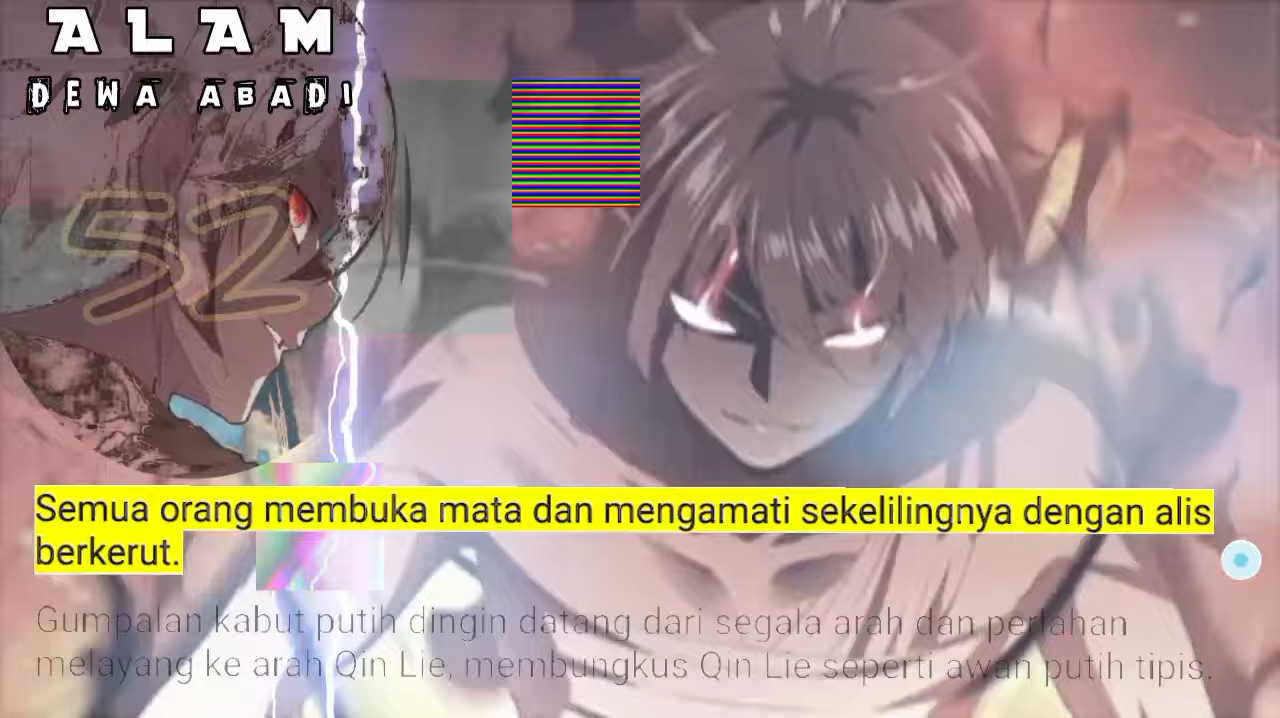 ALAM
DEWA ABADI
52
Semua orang membuka mata dan mengamati sekelilingnya dengan alis
berkerut.
Gumpalan kabut putih dingin datang dari segala arah dan perlahan
melayang ke arah Qin Lie, membungkus Qin Lie seperti awan putih tipis.